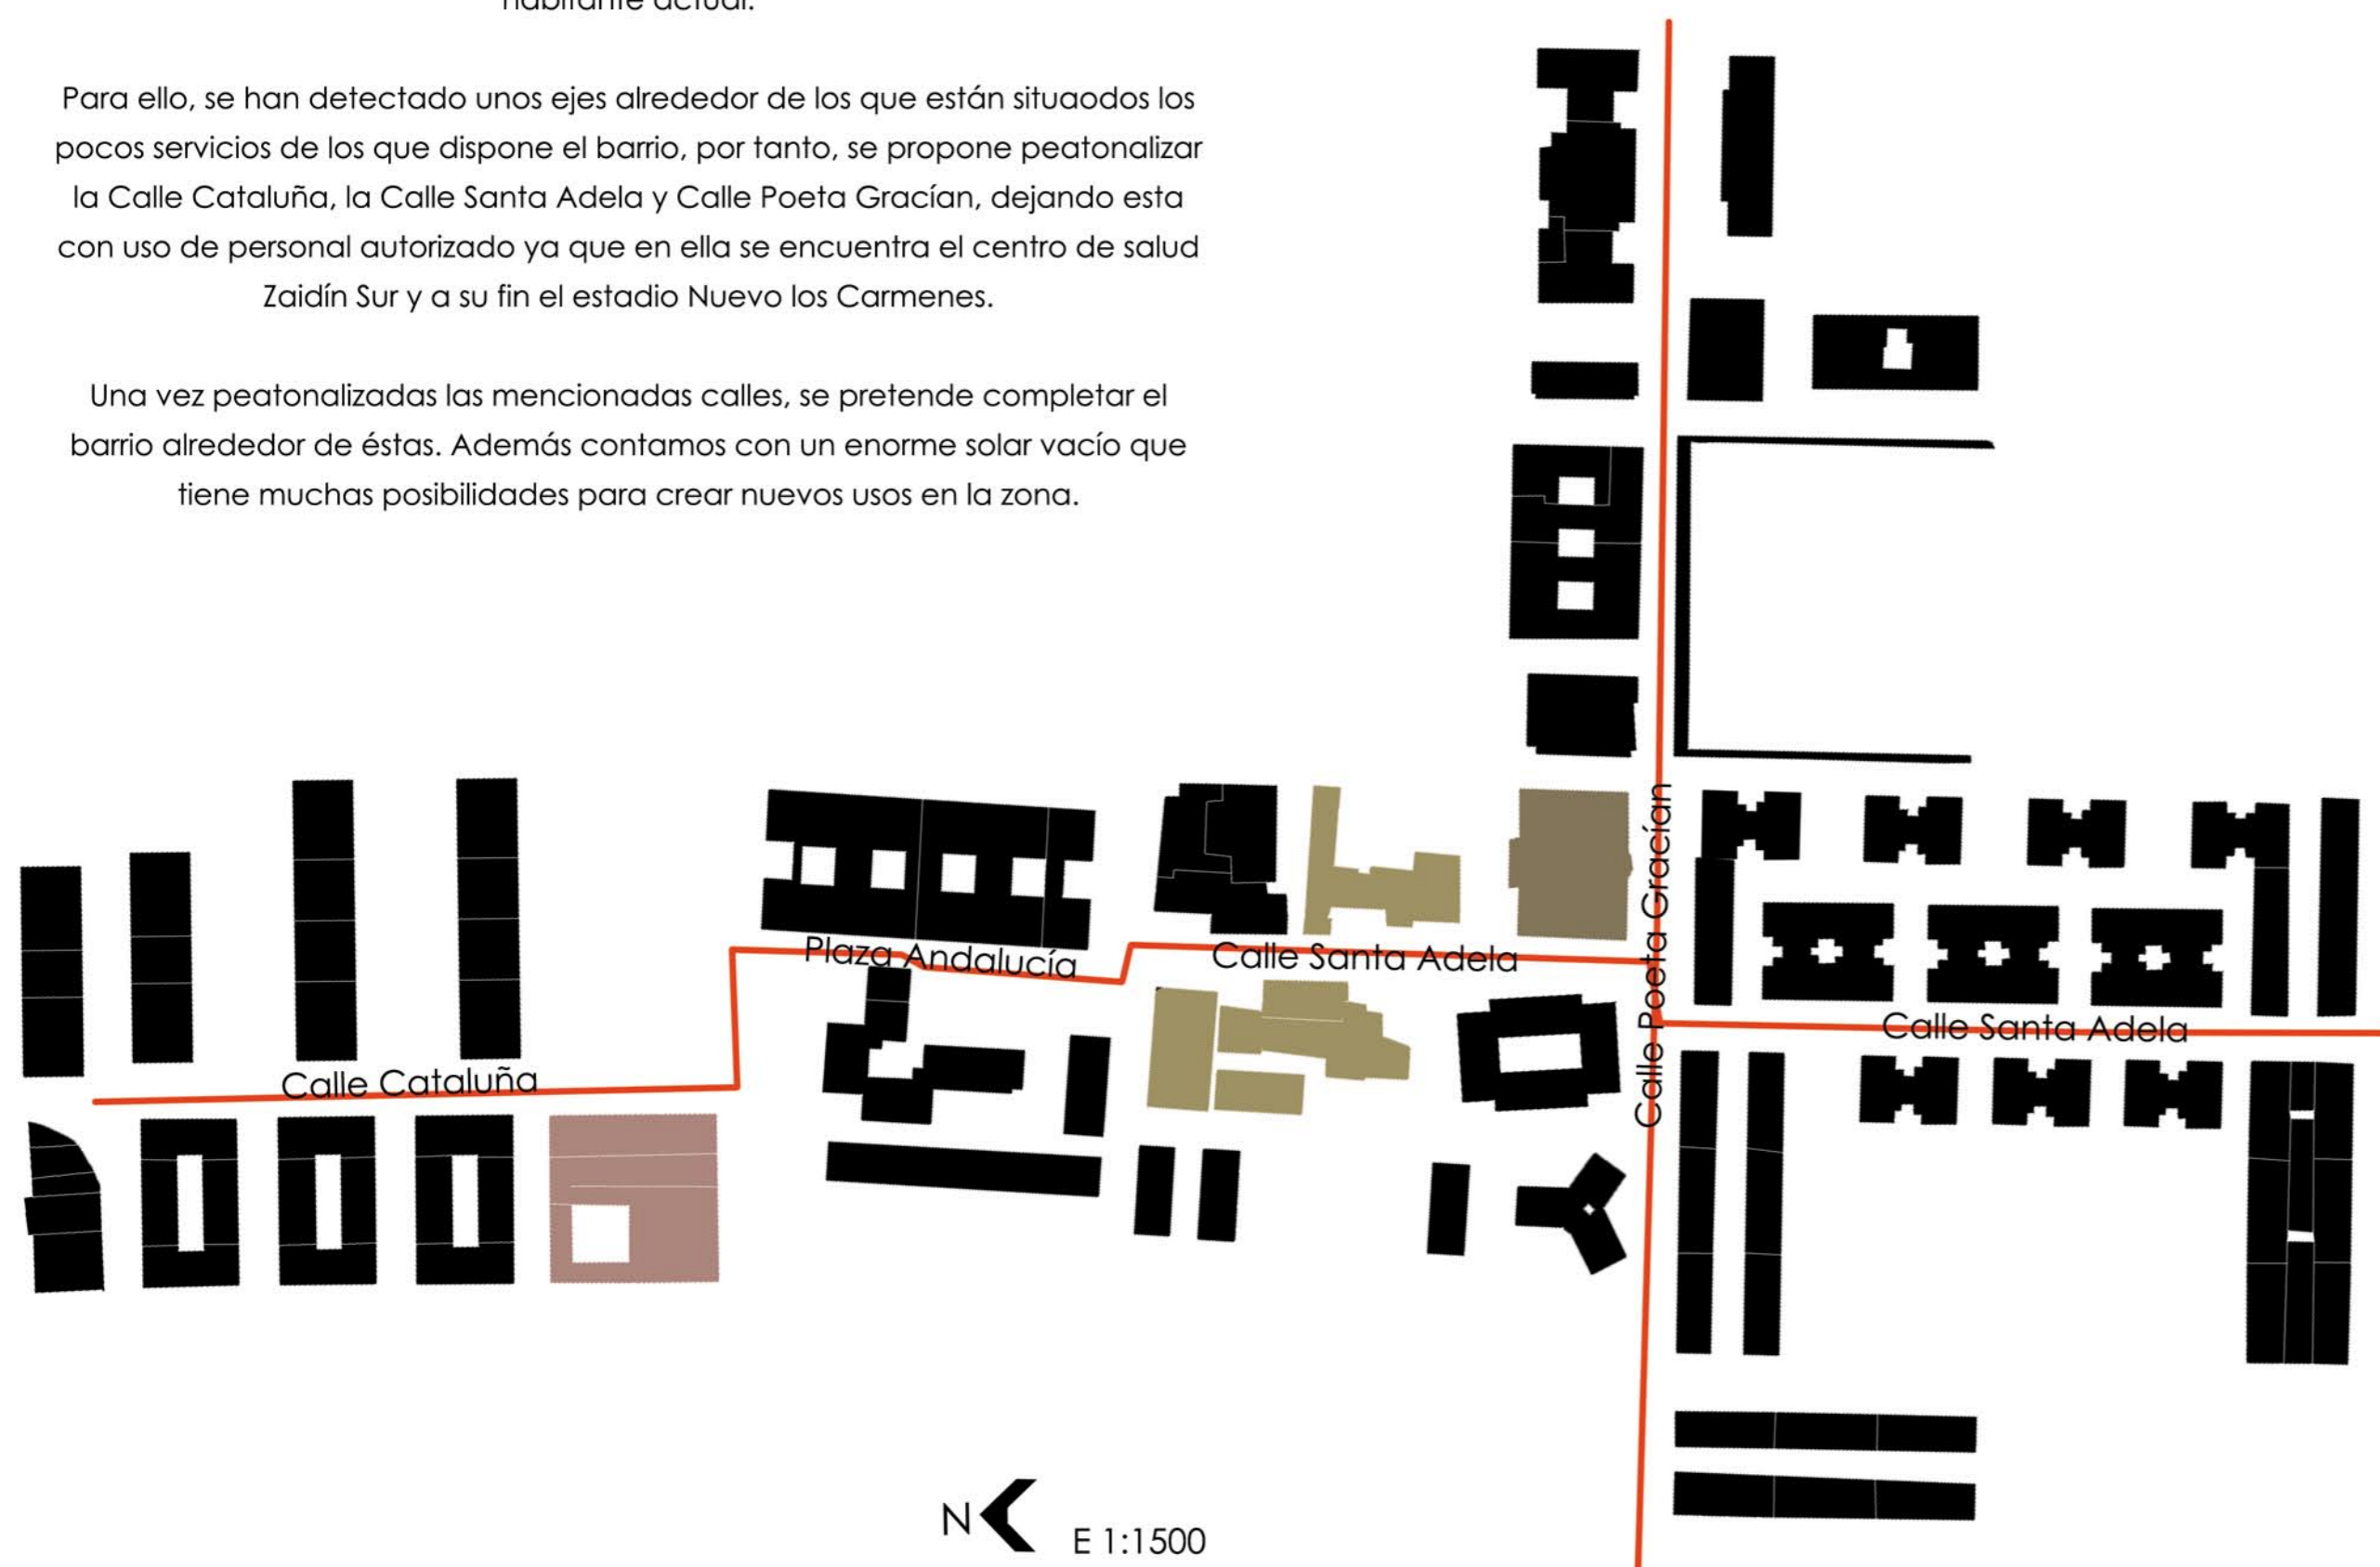 habitante actual.
Para ello, se han detectado unos ejes alrededor de los que están situaodos los
pocos servicios de los que dispone el barrio, por tanto, se propone peatonalizar
la Calle Cataluña, la Calle Santa Adela y Calle Poeta Gracían, dejando esta
con uso de personal autorizado ya que en ella se encuentra el centro de salud
Zaidín Sur y a su fin el estadio Nuevo los Carmenes.
Una vez peatonalizadas las mencionadas calles, se pretende completar el
barrio alrededor de éstas. Además contamos con un enorme solar vacío que
tiene muchas posibilidades para crear nuevos usos en la zona.
Plaza Andalucía
Calle Santa Adela
Calle Poeta Gracían
Calle Santa Adela
Calle Cataluña
N
E 1:1500